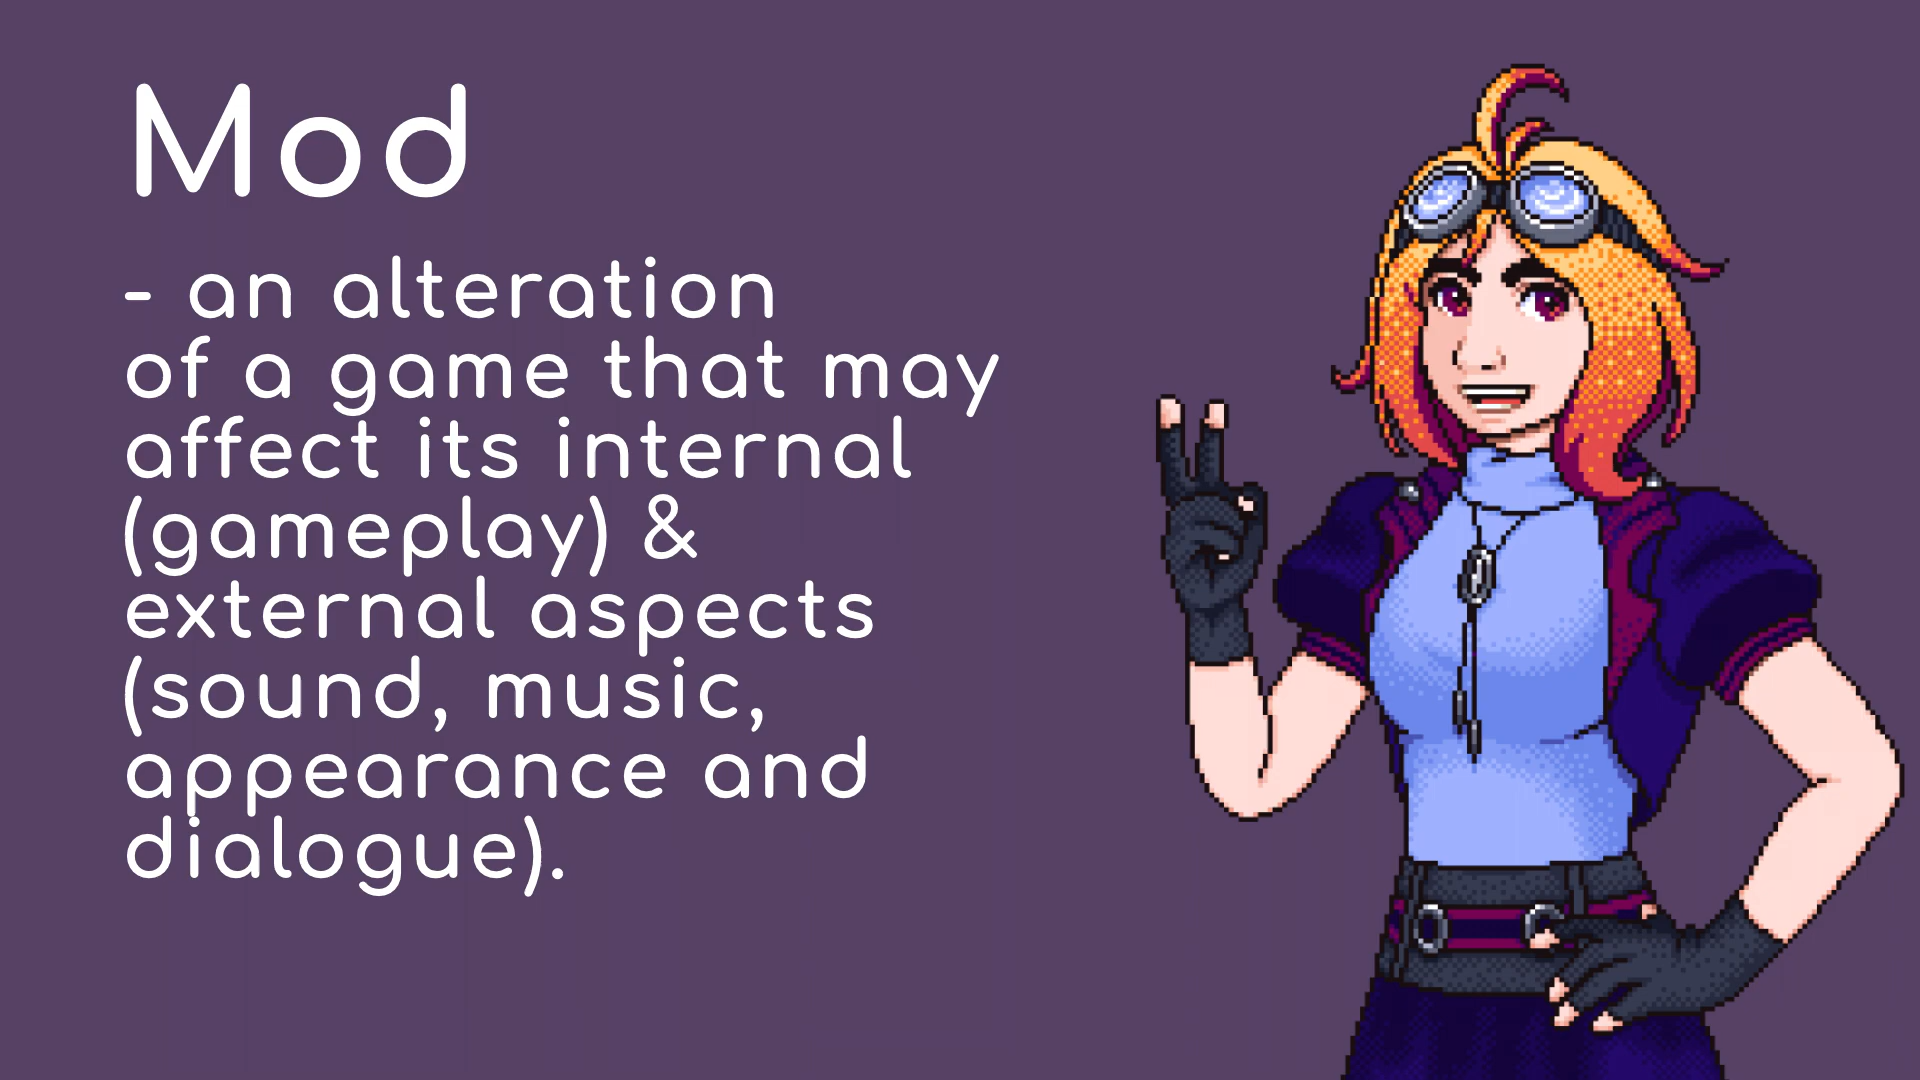 Mod
- an alteration
of a game that may
affect its internal
(gameplay) &
external aspects
(sound, music,
appearance and
dialogue).